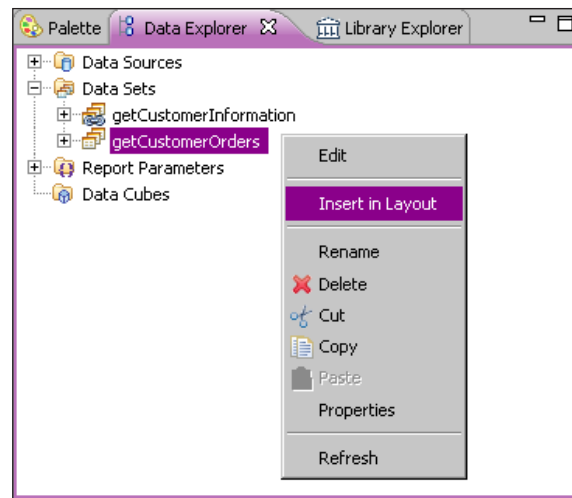 Palette Data Explorer Library Explorer
Data Sources
Data Sets
getCustomerInformation
getCustomerOrders
Report Parameters
Data Cubes
Edit
Insert in Layout
Rename
Delete
Cut
Copy
Paste
Properties
Refresh